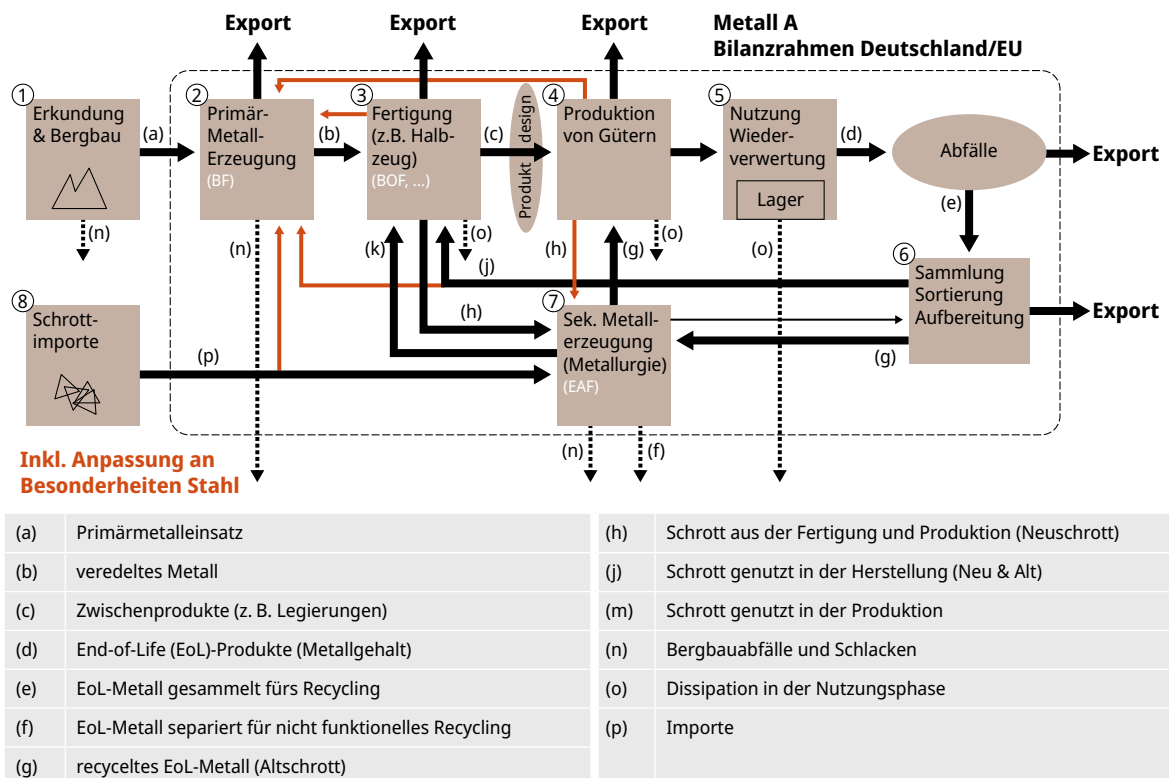 Export
Export
Export
Metall A
Bilanzrahmen Deutschland/EU
1
Erkundung
& Bergbau
(a)
(n)
2
Primär-
Metall-
Erzeugung
(BF)
(b)
(n)
3
Fertigung
(z.B. Halb-
zeug)
(BOF, ...)
(c)
(o)
Produkt design
4
Produktion
von Gütern
(h)
(g)
(o)
5
Nutzung
Wieder-
verwertung
Lager
(d)
(o)
Abfälle
Export
(e)
(k)
(j)
(h)
6
Sammlung
Sortierung
Aufbereitung
Export
(g)
7
Sek. Metall-
erzeugung
(Metallurgie)
(EAF)
(n)
(f)
8
Schrott-
importe
(p)
Inkl. Anpassung an
Besonderheiten Stahl
(a) Primärmetalleinsatz
(b) veredeltes Metall
(c) Zwischenprodukte (z. B. Legierungen)
(d) End-of-Life (EoL)-Produkte (Metallgehalt)
(e) EoL-Metall gesammelt fürs Recycling
(f) EoL-Metall separiert für nicht funktionelles Recycling
(g) recyceltes EoL-Metall (Altschrott)
(h) Schrott aus der Fertigung und Produktion (Neuschrott)
(j) Schrott genutzt in der Herstellung (Neu & Alt)
(m) Schrott genutzt in der Produktion
(n) Bergbauabfälle und Schlacken
(o) Dissipation in der Nutzungsphase
(p) Importe